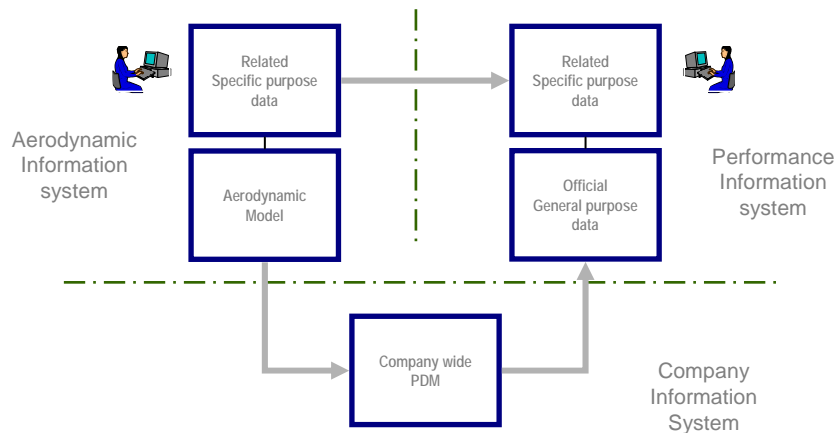 Related
Specific purpose
data
Related
Specific purpose
data
Aerodynamic
Information
system
Aerodynamic
Model
Official
General purpose
data
Performance
Information
system
Company wide
PDM
Company
Information
System